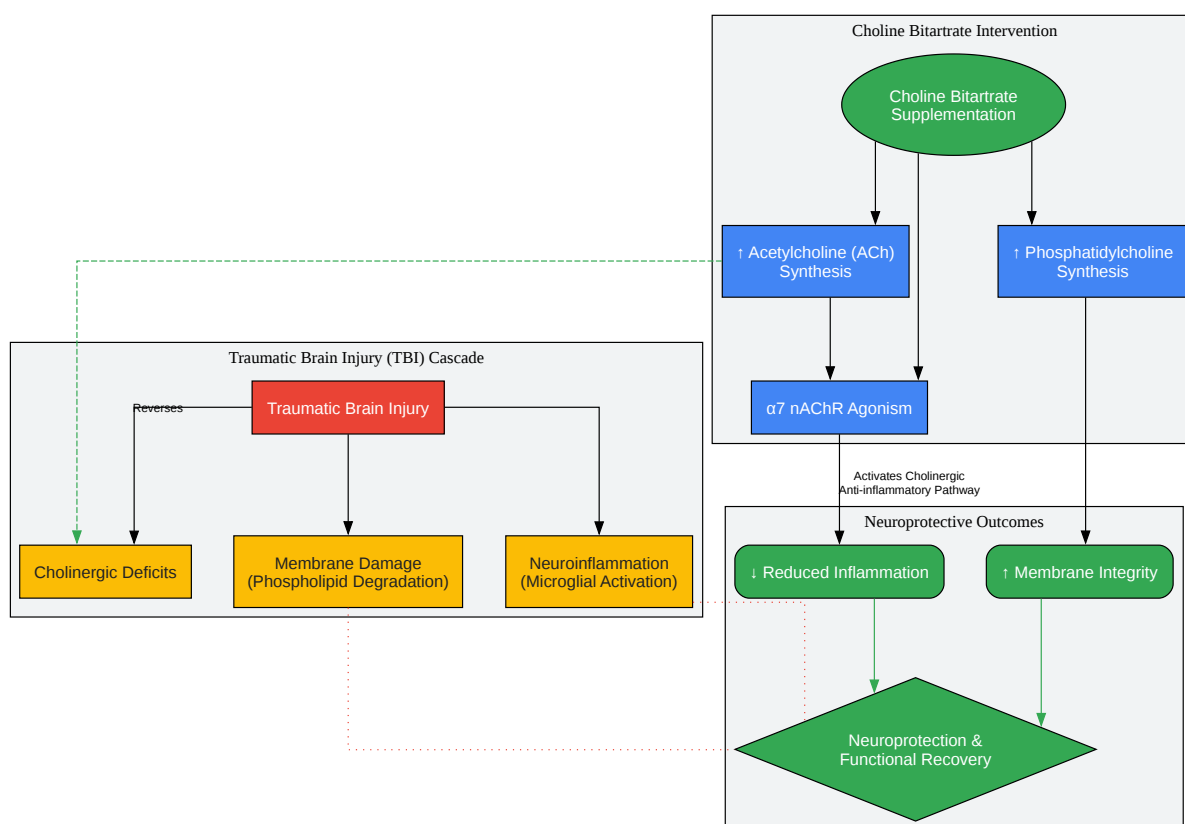 Choline Bitartrate Intervention
Choline Bitartrate
Supplementation
↑ Acetylcholine (ACh)
Synthesis
↑ Phosphatidylcholine
Synthesis
α7 nAChR Agonism
Traumatic Brain Injury (TBI) Cascade
Traumatic Brain Injury
Reverses
Cholinergic Deficits
Membrane Damage
(Phospholipid Degradation)
Neuroinflammation
(Microglial Activation)
Activates Cholinergic
Anti-inflammatory Pathway
Neuroprotective Outcomes
↓ Reduced Inflammation
↑ Membrane Integrity
Neuroprotection &
Functional Recovery